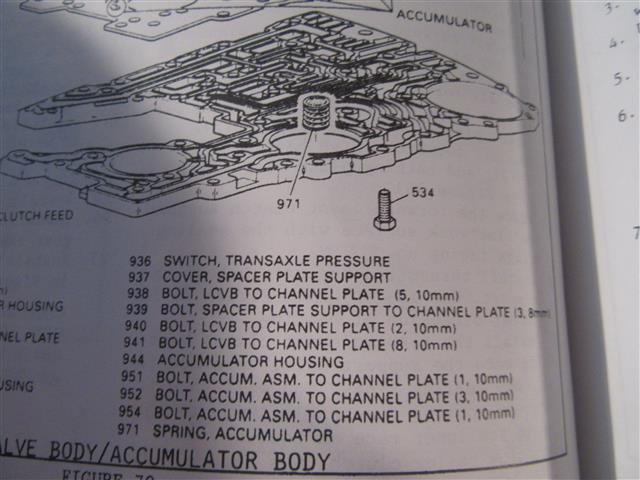 3
ACCUMULATOR
3-
4-
5-
6-
971
534
CLUTCH FEED
7
936 SWITCH, TRANSAXLE PRESSURE
937 COVER, SPACER PLATE SUPPORT
938 BOLT, LCVB TO CHANNEL PLATE (5, 10mm)
R HOUSING
939 BOLT, SPACER PLATE SUPPORT TO CHANNEL PLATE (3, 8mm)
940 BOLT, LCVB TO CHANNEL PLATE (2, 10mm)
NEL PLATE
941 BOLT, LCVB TO CHANNEL PLATE (8, 10mm)
944 ACCUMULATOR HOUSING
951 BOLT, ACCUM. ASM. TO CHANNEL PLATE (1, 10mm)
USING
952 BOLT, ACCUM. ASM. TO CHANNEL PLATE (3, 10mm)
954 BOLT, ACCUM. ASM. TO CHANNEL PLATE (1, 10mm)
971 SPRING, ACCUMULATOR
ALVE BODY/ACCUMULATOR BODY
FIGURE 70